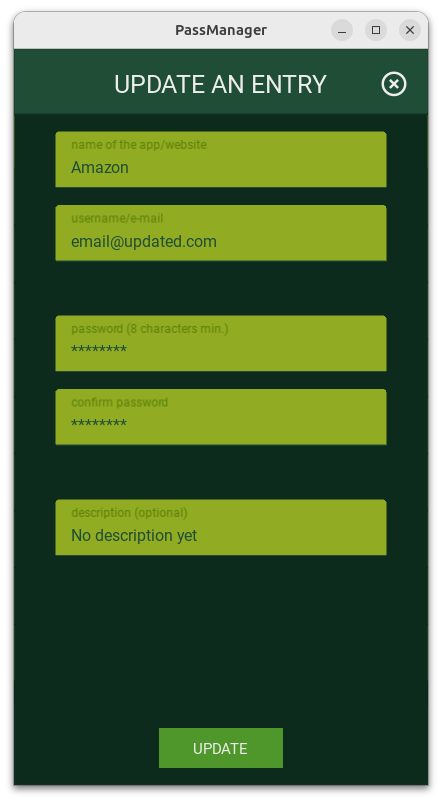 PassManager
UPDATE AN ENTRY
name of the app/website
Amazon
username/e-mail
email@updated.com
password (8 characters min.)
********
confirm password
********
description (optional)
No description yet
UPDATE